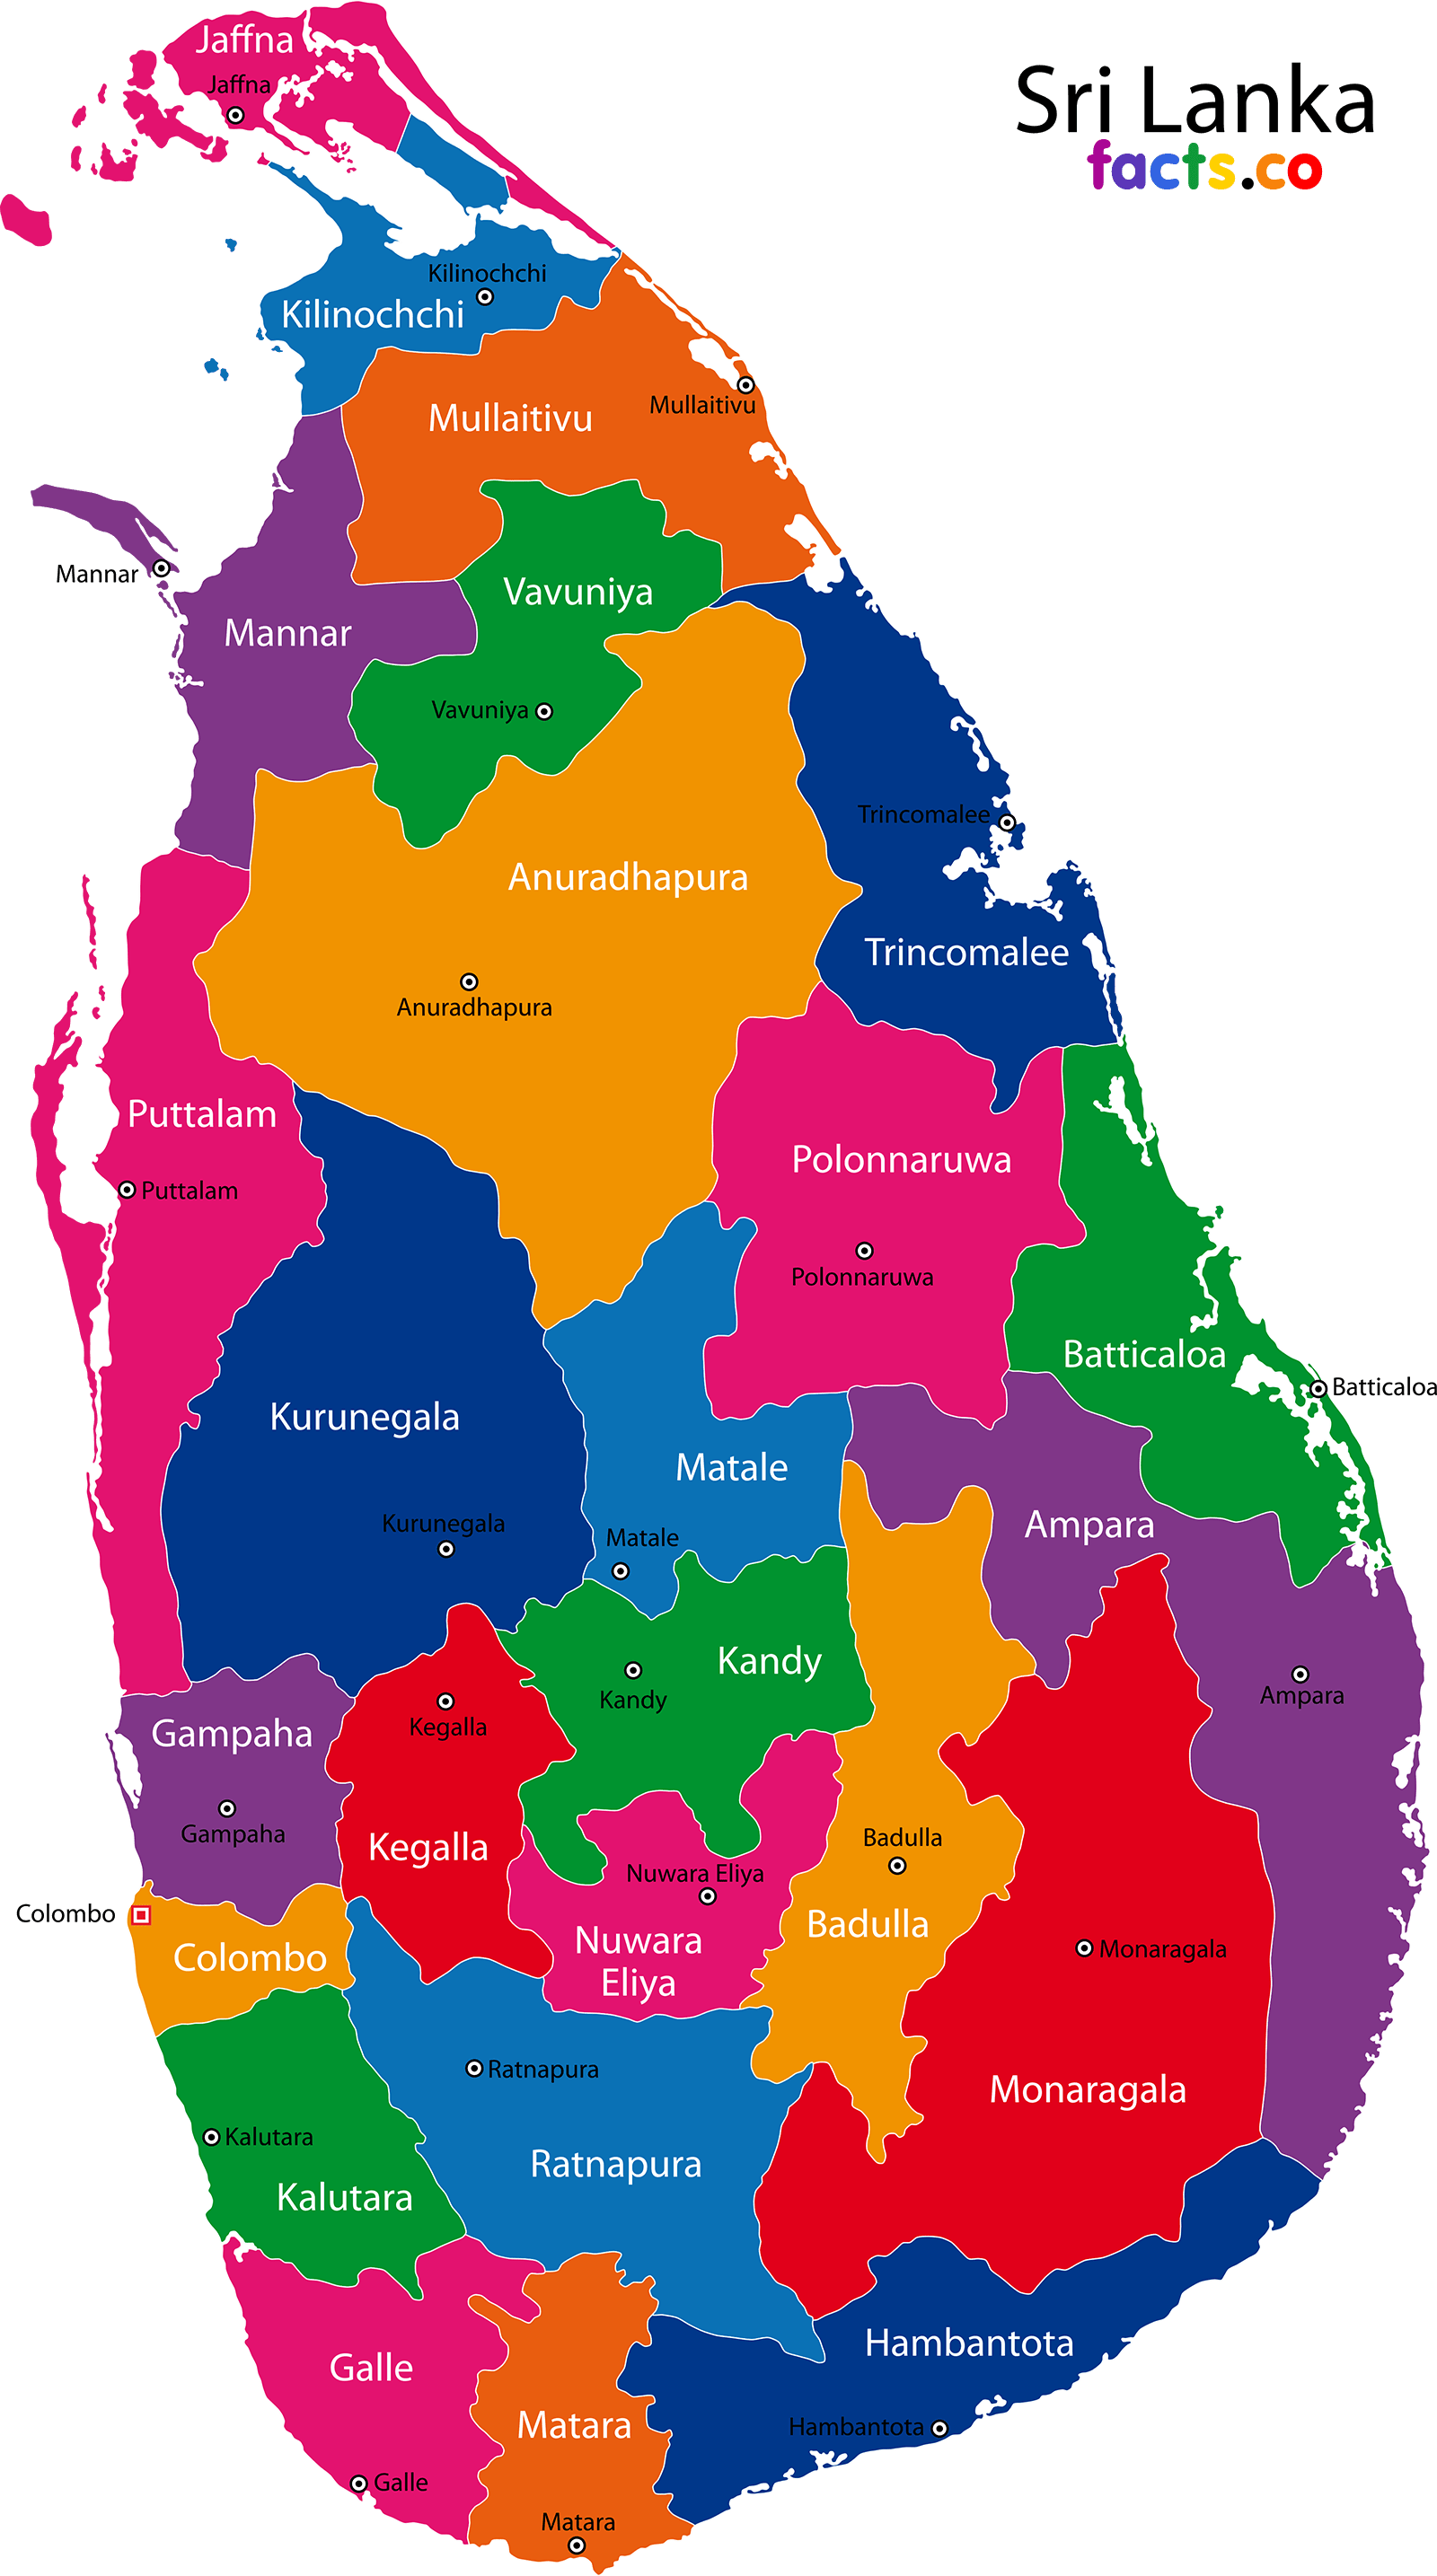 Sri Lanka
facts.co
Jaffna
Jaffna
Kilinochchi
Kilinochchi
Mullaitivu
Mullaitivu
Mannar
Mannar
Vavuniya
Vavuniya
Trincomalee
Anuradhapura
Trincomalee
Anuradhapura
Puttalam
Puttalam
Polonnaruwa
Polonnaruwa
Batticaloa
Batticaloa
Kurunegala
Kurunegala
Matale
Matale
Ampara
Ampara
Kandy
Kandy
Kegalla
Kegalla
Gampaha
Gampaha
Badulla
Badulla
Nuwara Eliya
Nuwara
Eliya
Colombo
Colombo
Monaragala
Monaragala
Ratnapura
Ratnapura
Kalutara
Kalutara
Hambantota
Hambantota
Galle
Galle
Matara
Matara